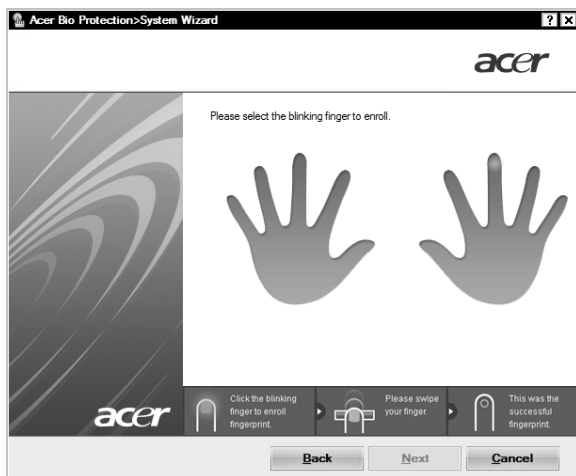 Acer Bio Protection>System Wizard
acer
Please select the blinking finger to enroll.
acer
Click the blinking
finger to enroll
fingerprint.
Please swipe
your finger.
This was the
successful
fingerprint.
Back
Next
Cancel